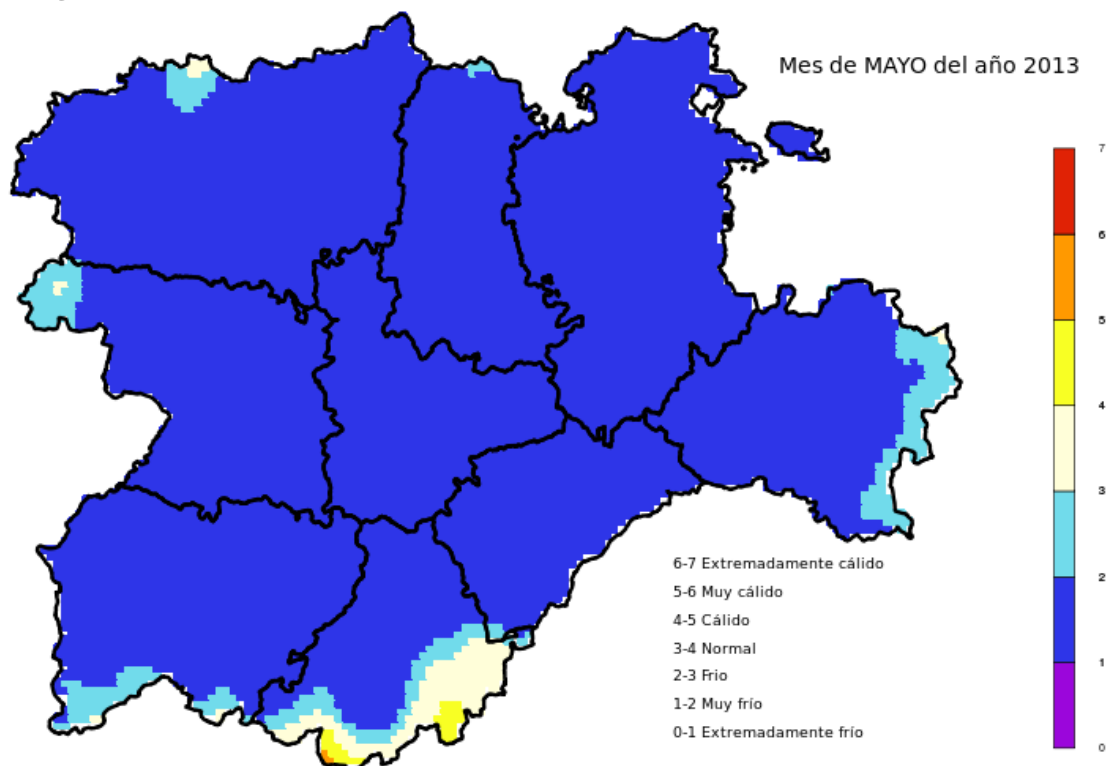 Mes de MAYO del año 2013
7
6
5
4
3
2
1
0
6-7 Extremadamente cálido
5-6 Muy cálido
4-5 Cálido
3-4 Normal
2-3 Frio
1-2 Muy frío
0-1 Extremadamente frío